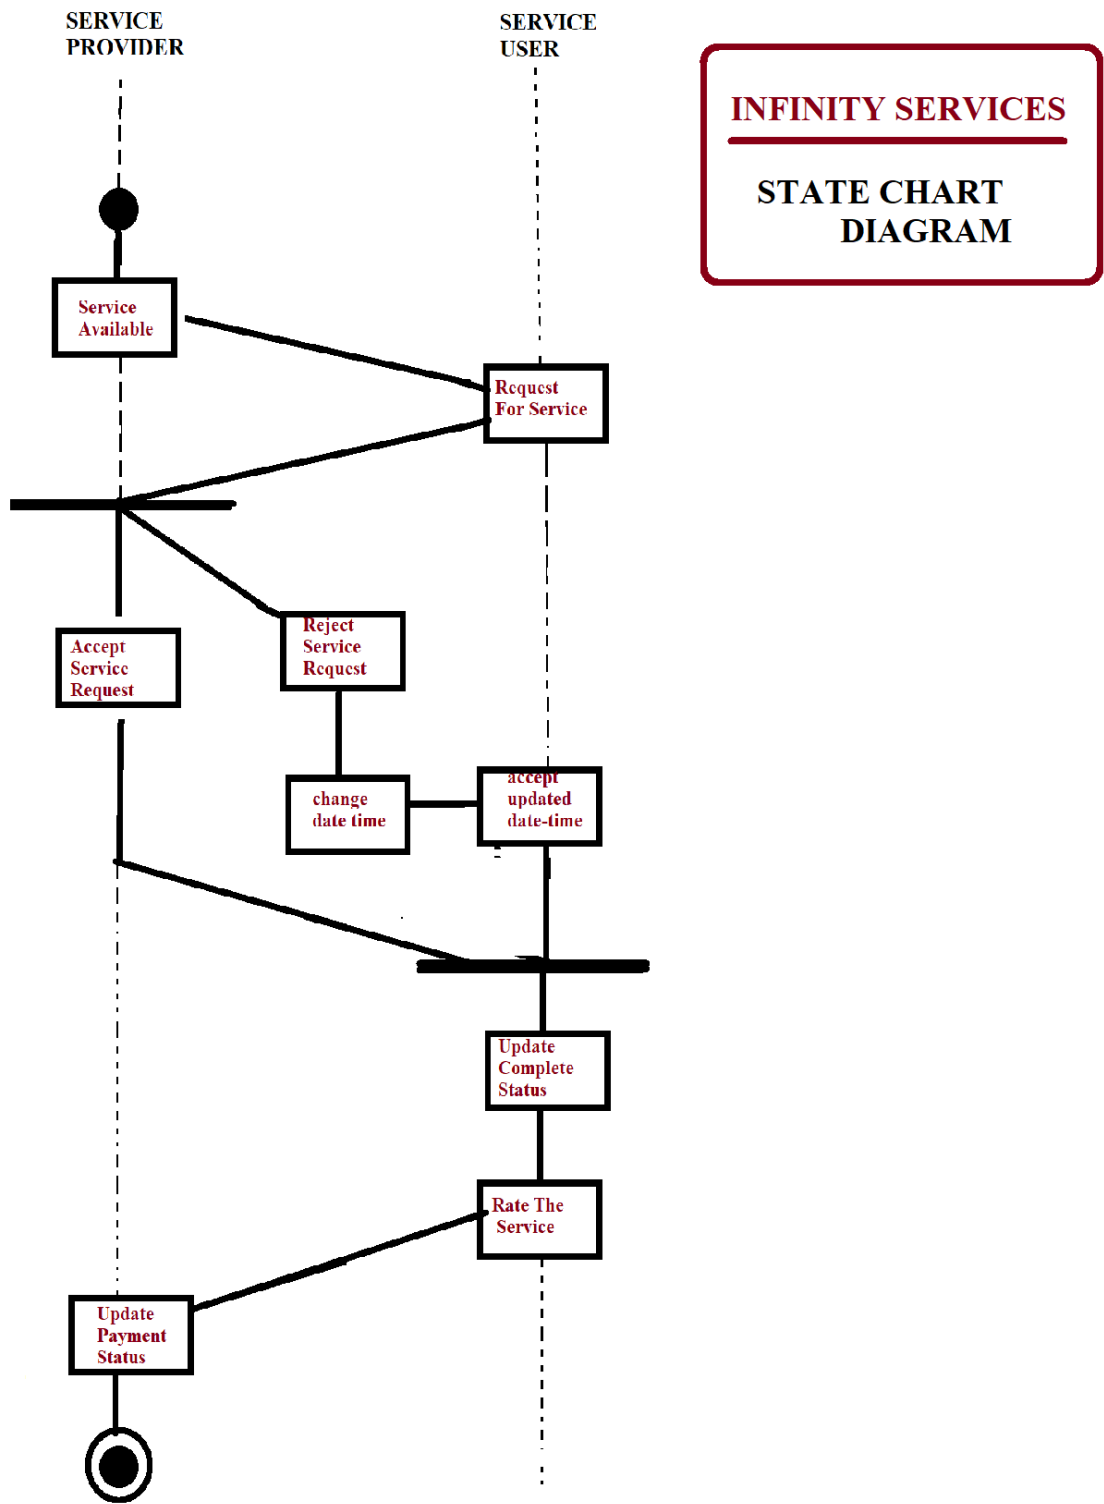 SERVICE
PROVIDER
SERVICE
USER
INFINITY SERVICES
STATE CHART
DIAGRAM
Service
Available
Request
For Service
Accept
Service
Request
Reject
Service
Request
change
date time
accept
updated
date-time
Update
Complete
Status
Rate The
Service
Update
Payment
Status